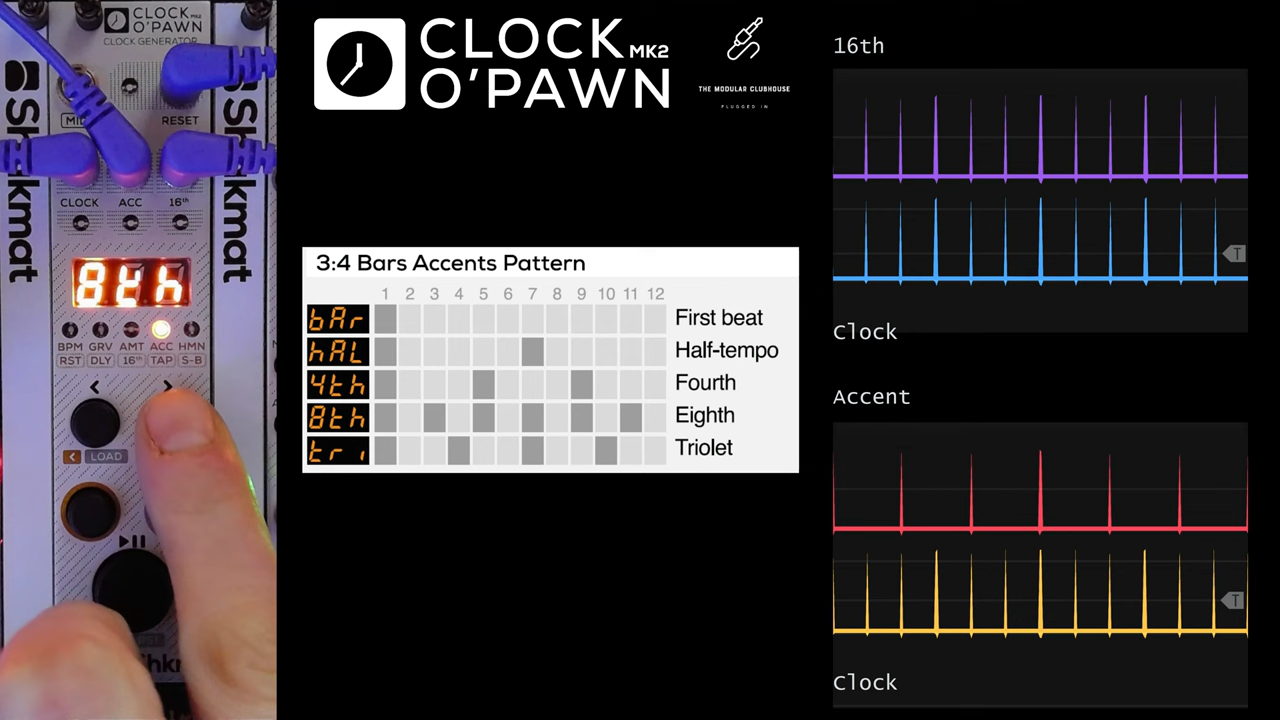 CLOCK MK2
O'PAWN
CLOCK GENERATOR
RESET
CLOCK ACC 16th
8th
BPM GRV AMT ACC HMN
RST DLY 16th TAP S-B
< >
< LOAD
Shkmat
Shkmat
CLOCK MK2
O'PAWN
THE MODULAR CLUBHOUSE
PLUGGED IN
3:4 Bars Accents Pattern
1 2 3 4 5 6 7 8 9 10 11 12
bAr First beat
hAL Half-tempo
4th Fourth
8th Eighth
tri Triolet
16th
T
Clock
Accent
T
Clock